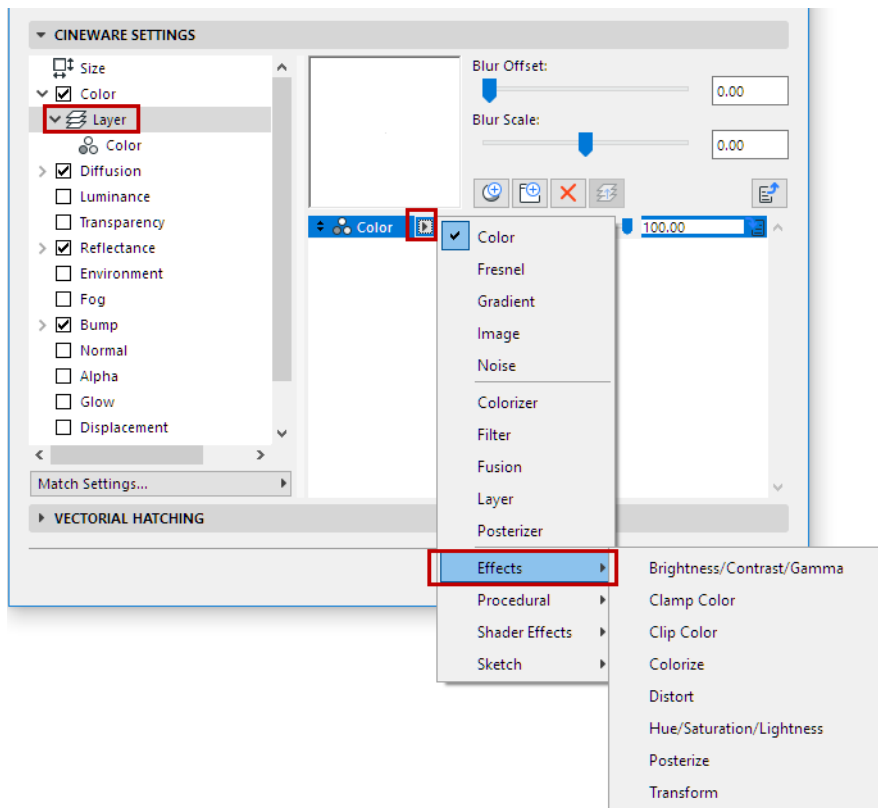 CINEWARE SETTINGS
Size
Color
Layer
Color
Diffusion
Luminance
Transparency
Reflectance
Environment
Fog
Bump
Normal
Alpha
Glow
Displacement
Match Settings...
Blur Offset:
0.00
Blur Scale:
0.00
Color
100.00
Color
Fresnel
Gradient
Image
Noise
Colorizer
Filter
Fusion
Layer
Posterizer
Effects
Procedural
Shader Effects
Sketch
Brightness/Contrast/Gamma
Clamp Color
Clip Color
Colorize
Distort
Hue/Saturation/Lightness
Posterize
Transform
VECTORIAL HATCHING